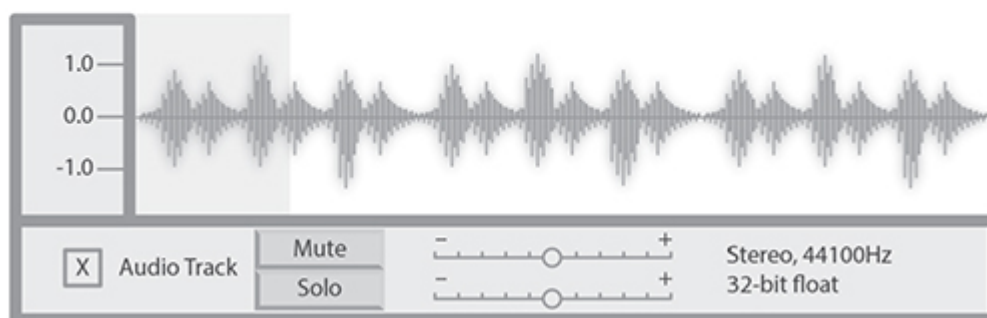 1.0
0.0
-1.0
X
Audio Track
Mute
Solo
- +
- +
Stereo, 44100Hz
32-bit float